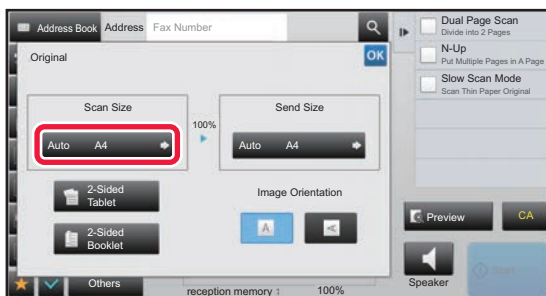 Address Book Address Fax Number
Original
OK
Scan Size
Send Size
100%
Auto A4
Auto A4
2-Sided
Tablet
2-Sided
Booklet
Image Orientation
A
A
Others
reception memory :
100%
Dual Page Scan
Divide into 2 Pages
N-Up
Put Multiple Pages in A Page
Slow Scan Mode
Scan Thin Paper Original
Preview
CA
Speaker
Start